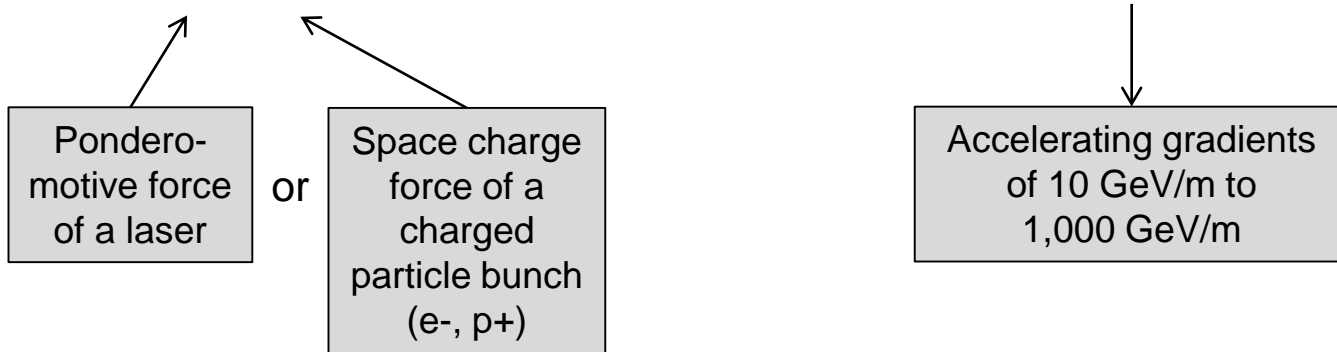 Pondero-
motive force
of a laser
or
Space charge
force of a
charged
particle bunch
(e-, p+)
Accelerating gradients
of 10 GeV/m to
1,000 GeV/m